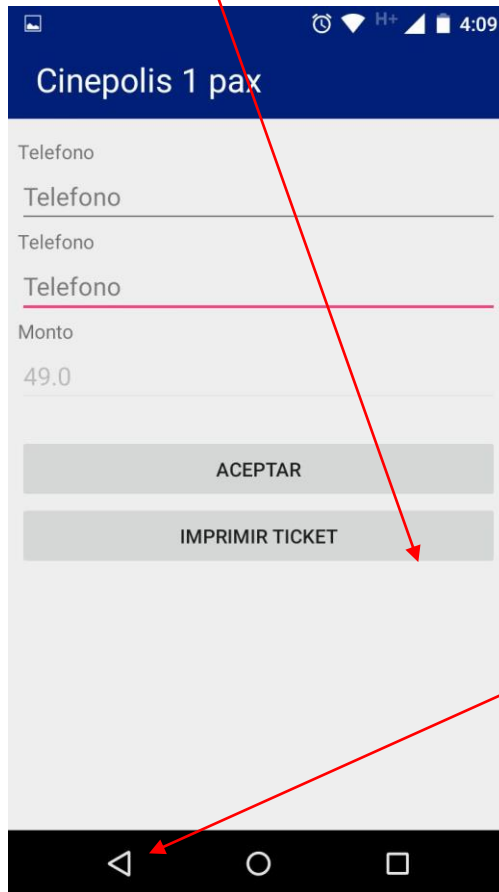 H+ 4:09
Cinepolis 1 pax
Telefono
Telefono
Telefono
Telefono
Monto
49.0
ACEPTAR
IMPRIMIR TICKET